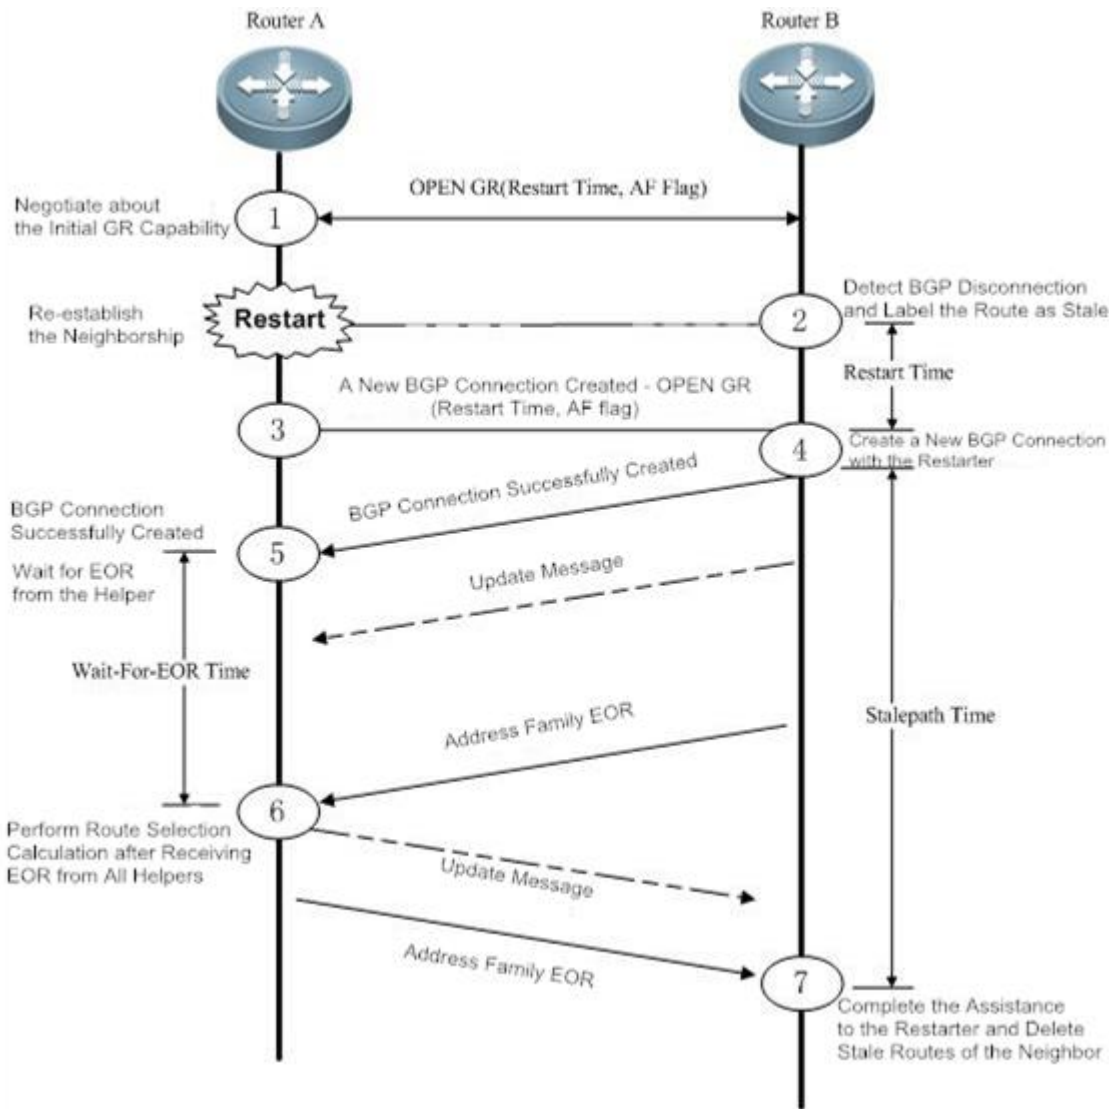 Router A
Router B
OPEN GR(Restart Time, AF Flag)
Negotiate about
the Initial GR Capability
1
Detect BGP Disconnection
and Label the Route as Stale
Re-establish
the Neighborship
Restart
2
Restart Time
A New BGP Connection Created - OPEN GR
(Restart Time, AF flag)
3
4
Create a New BGP Connection
with the Restarter
BGP Connection Successfully Created
BGP Connection
Successfully Created
5
Wait for EOR
from the Helper
Update Message
Wait-For-EOR Time
Stalepath Time
Address Family EOR
6
Perform Route Selection
Calculation after Receiving
EOR from All Helpers
Update Message
Address Family EOR
7
Complete the Assistance
to the Restarter and Delete
Stale Routes of the Neighbor